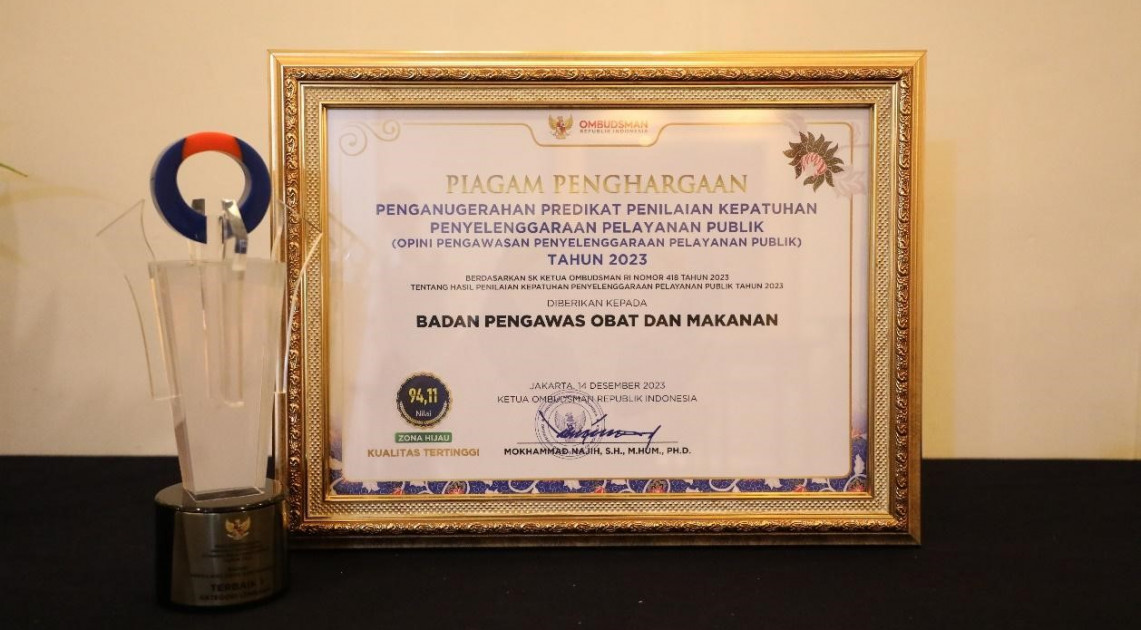 OMBUDSMAN
REPUBLIK INDONESIA
PIAGAM PENGHARGAAN
PENGANUGERAHAN PREDIKAT PENILAIAN KEPATUHAN
PENYELENGGARAAN PELAYANAN PUBLIK
(OPINI PENGAWASAN PENYELENGGARAAN PELAYANAN PUBLIK)
TAHUN 2023
BERDASARKAN SK KETUA OMBUDSMAN RI NOMOR 418 TAHUN 2023
TENTANG HASIL PENILAIAN KEPATUHAN PENYELENGGARAAN PELAYANAN PUBLIK TAHUN 2023
DIBERIKAN KEPADA
BADAN PENGAWAS OBAT DAN MAKANAN
94,11
Nilai
ZONA HIJAU
KUALITAS TERTINGGI
JAKARTA, 14 DESEMBER 2023
KETUA OMBUDSMAN REPUBLIK INDONESIA
MOKHAMMAD NAJIH, S.H., M.HUM., PH.D.
TERBAIK